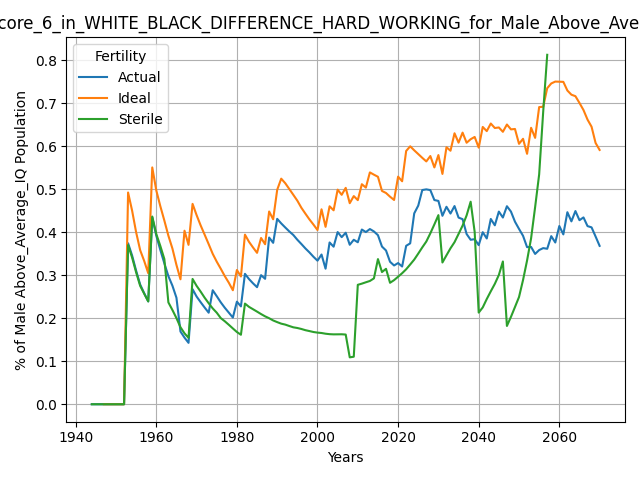 core_6_in_WHITE_BLACK_DIFFERENCE_HARD_WORKING_for_Male_Above_Ave
Fertility
Actual
Ideal
Sterile
% of Male Above_Average_IQ Population
0.8
0.7
0.6
0.5
0.4
0.3
0.2
0.1
0.0
1940 1960 1980 2000 2020 2040 2060
Years